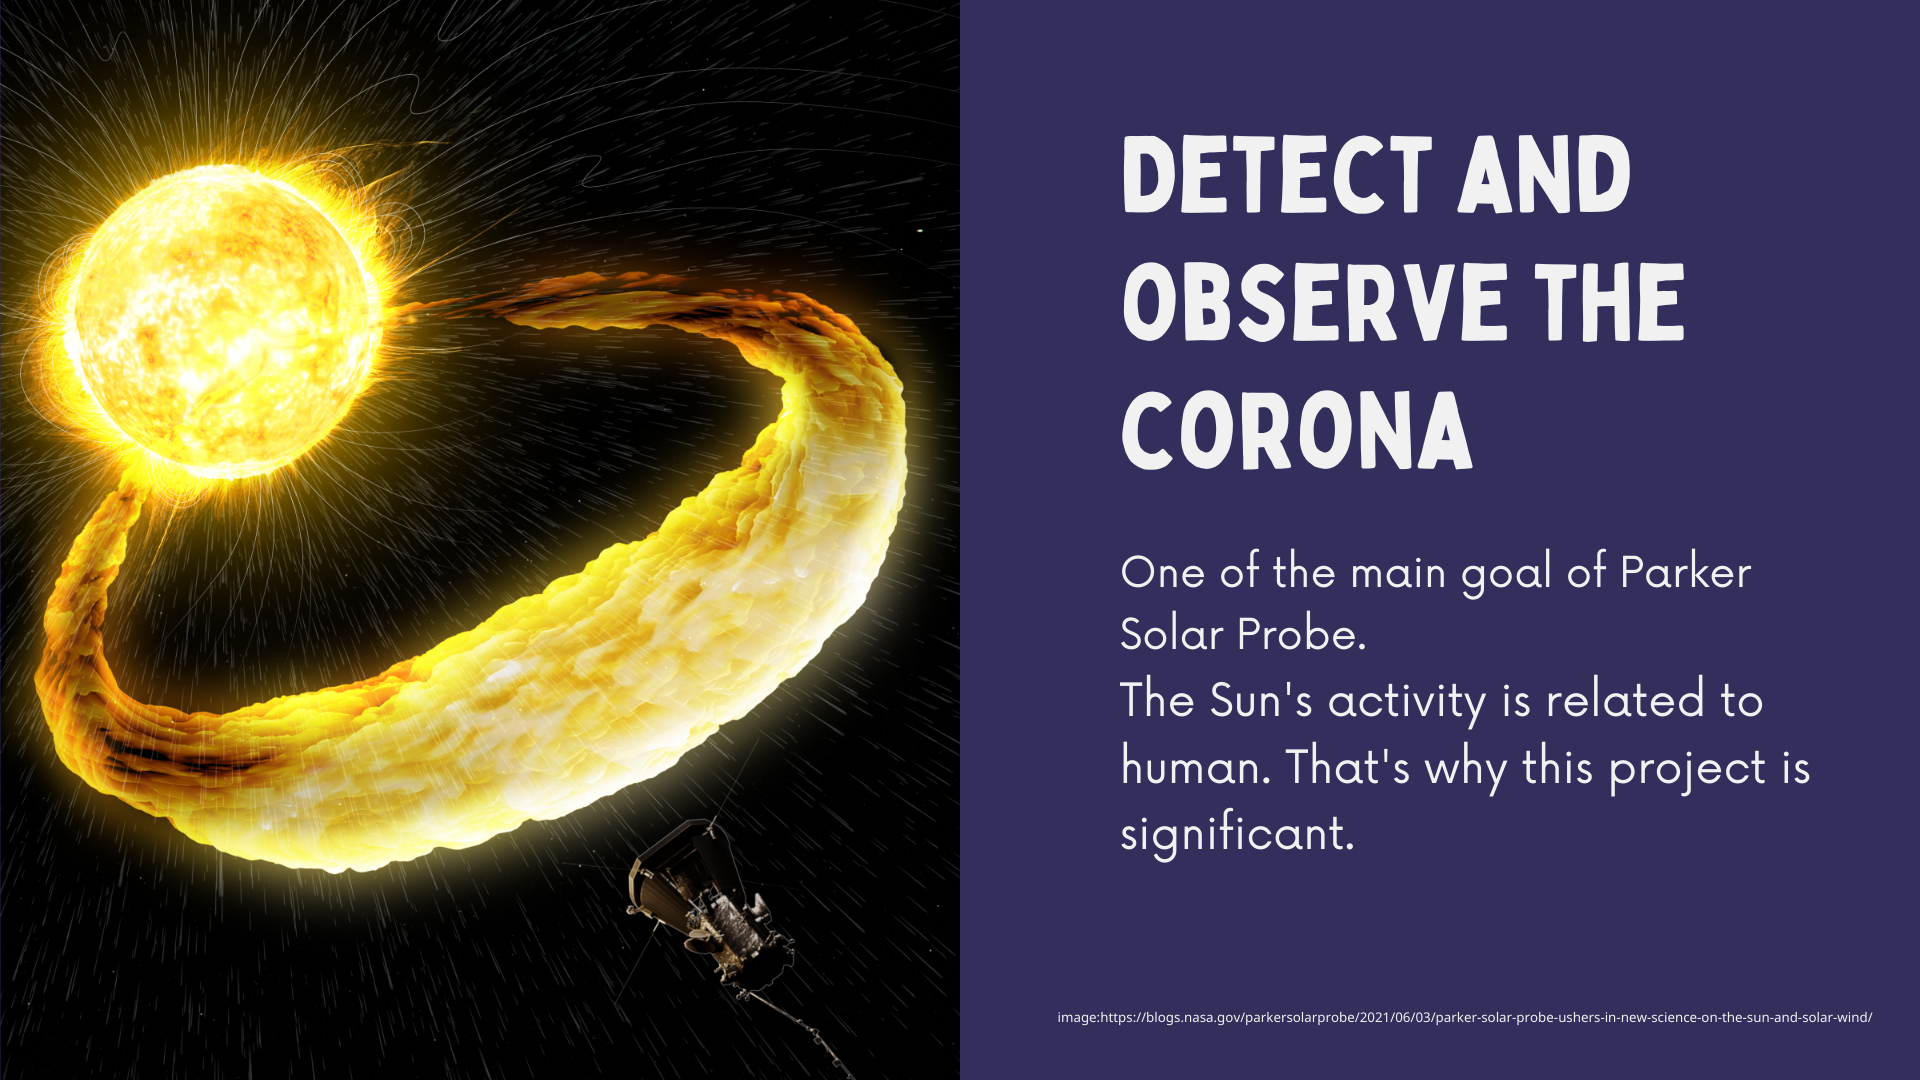 DETECT AND
OBSERVE THE
CORONA
One of the main goal of Parker
Solar Probe.
The Sun's activity is related to
human. That's why this project is
significant.
image:https://blogs.nasa.gov/parkersolarprobe/2021/06/03/parker-solar-probe-ushers-in-new-science-on-the-sun-and-solar-wind/